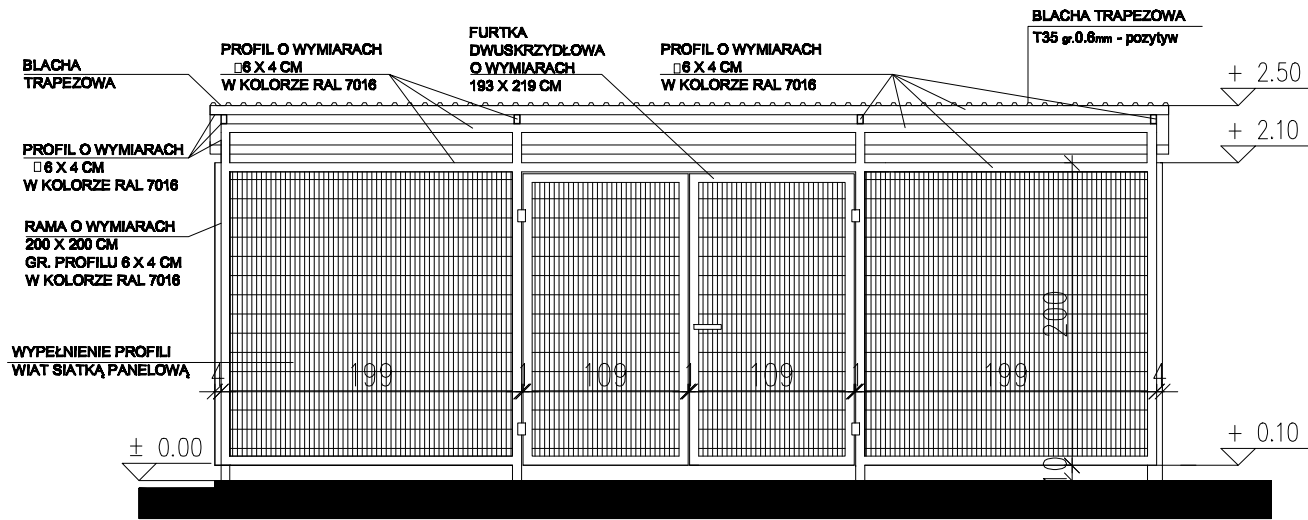 BLACHA TRAPEZOWA
T35 gr.0.6mm - pozytyw
FURTKA
DWUSKRZYDŁOWA
O WYMIARACH
193 X 219 CM
PROFIL O WYMIARACH
□6 X 4 CM
W KOLORZE RAL 7016
PROFIL O WYMIARACH
□6 X 4 CM
W KOLORZE RAL 7016
BLACHA
TRAPEZOWA
+ 2.50
+ 2.10
PROFIL O WYMIARACH
□6 X 4 CM
W KOLORZE RAL 7016
RAMA O WYMIARACH
200 X 200 CM
GR. PROFILU 6 X 4 CM
W KOLORZE RAL 7016
200
WYPEŁNIENIE PROFILI
WIAT SIATKĄ PANELOWĄ
4 199 1 109 1 109 1 199 4
± 0.00
+ 0.10
10